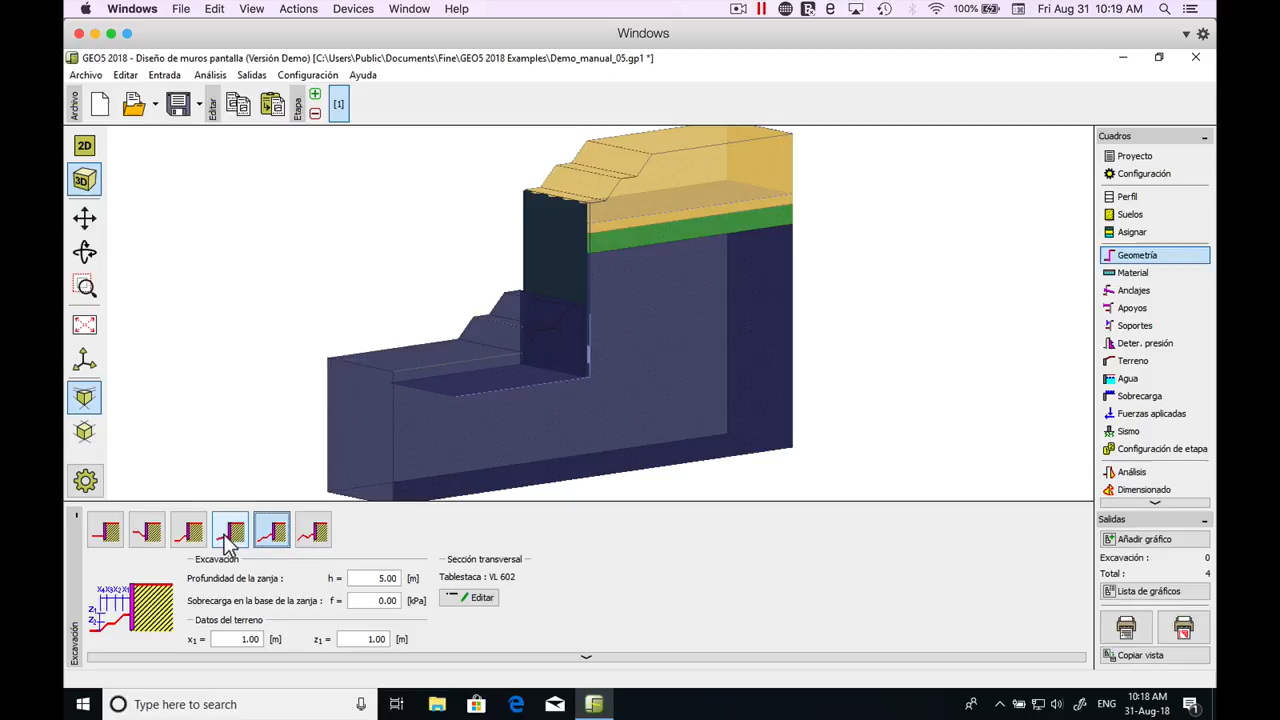 Windows File Edit View Actions Devices Window Help 100% Fri Aug 31 10:19 AM
Windows
GEO5 2018 - Diseño de muros pantalla (Versión Demo) [C:\Users\Public\Documents\Fine\GEO5 2018 Examples\Demo_manual_05.gp1 *]
Archivo Editar Entrada Análisis Salidas Configuración Ayuda
Archivo Editar Etapa [1]
2D
3D
Cuadros
Proyecto
Configuración
Perfil
Suelos
Asignar
Geometría
Material
Anclajes
Apoyos
Soportes
Deter. presión
Terreno
Agua
Sobrecarga
Fuerzas aplicadas
Sismo
Configuración de etapa
Análisis
Dimensionado
Salidas
Añadir gráfico
Excavación : 0
Total : 4
Lista de gráficos
Copiar vista
Excavación
Excavación
Sección transversal
Profundidad de la zanja : h = 5.00 [m]
Tablestaca : VL 602
Sobrecarga en la base de la zanja : f = 0.00 [kPa]
Editar
Datos del terreno
x1 = 1.00 [m] z1 = 1.00 [m]
X4 X3 X2 X1
Z1
Z2
Type here to search
ENG
10:18 AM
31-Aug-18